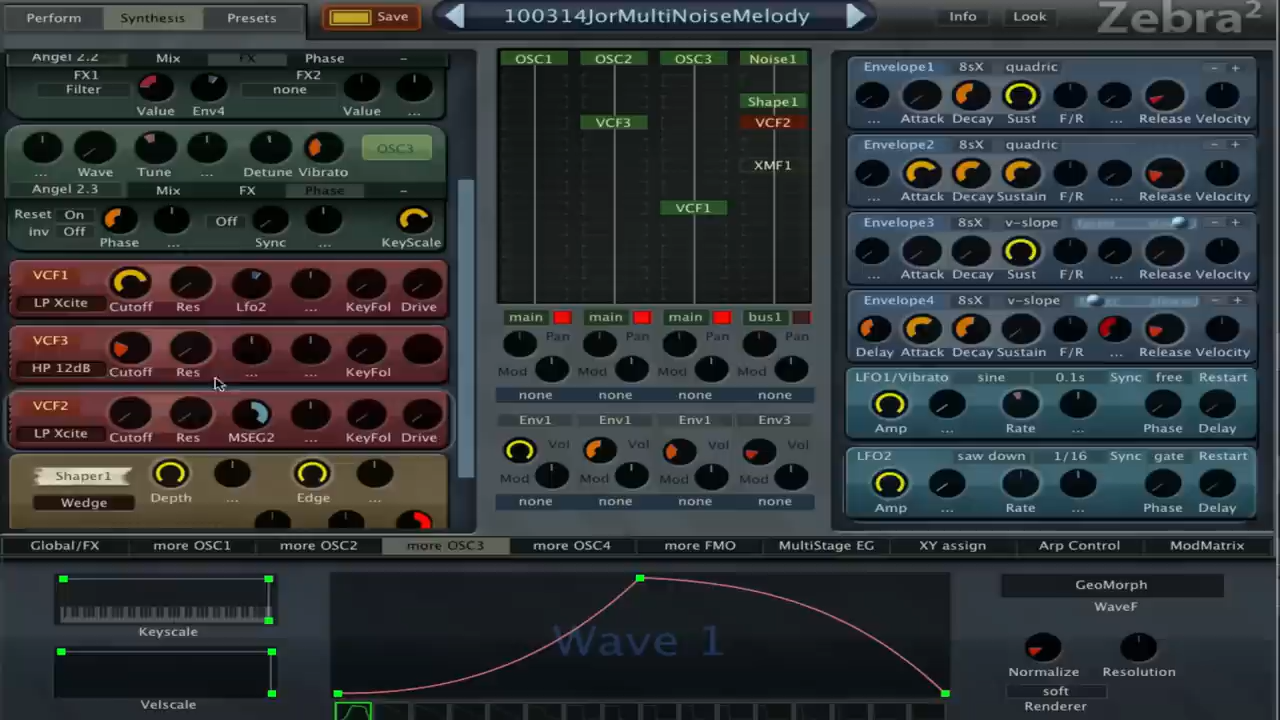 Perform Synthesis Presets Save 100314JorMultiNoiseMelody Info Look Zebra2
Angel 2.2 Mix FX Phase –
FX1 FX2
Filter none
Value Env4 Value ...
OSC3
... Wave Tune ... Detune Vibrato
Angel 2.3 Mix FX Phase –
Reset On Off
inv Off
Phase ... Sync ... KeyScale
VCF1
LP Xcite Cutoff Res Lfo2 ... KeyFol Drive
VCF3
HP 12dB Cutoff Res ... ... KeyFol
VCF2
LP Xcite Cutoff Res MSEG2 ... KeyFol Drive
Shaper1
Wedge Depth ... Edge ...
OSC1 OSC2 OSC3 Noise1
Shape1
VCF3 VCF2
XMF1
VCF1
main main main bus1
Pan Pan Pan Pan
Mod Mod Mod Mod
none none none none
Env1 Env1 Env1 Env3
Vol Vol Vol Vol
Mod Mod Mod Mod
none none none none
Envelope1 8sX quadric - +
... Attack Decay Sust F/R ... Release Velocity
Envelope2 8sX quadric - +
... Attack Decay Sustain F/R ... Release Velocity
Envelope3 8sX v-slope - +
... Attack Decay Sust F/R ... Release Velocity
Envelope4 8sX v-slope - +
Delay Attack Decay Sustain F/R ... Release Velocity
LFO1/Vibrato sine 0.1s Sync free Restart
Amp ... Rate ... Phase Delay
LFO2 saw down 1/16 Sync gate Restart
Amp ... Rate ... Phase Delay
Global/FX more OSC1 more OSC2 more OSC3 more OSC4 more FMO MultiStage EG XY assign Arp Control ModMatrix
Keyscale
Velscale
Wave 1
GeoMorph
WaveF
Normalize Resolution
soft
Renderer